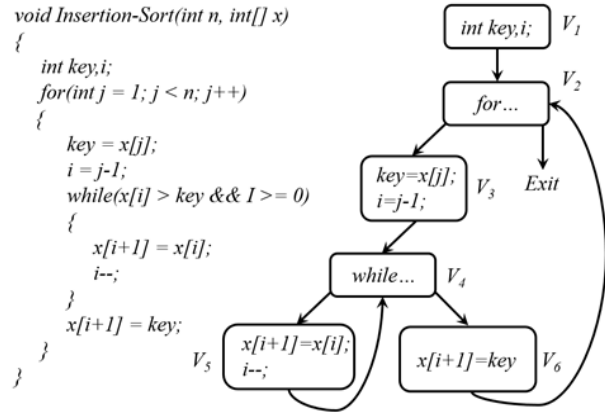 void Insertion-Sort(int n, int[] x)
{
int key,i;
for(int j = 1; j < n; j++)
{
key = x[j];
i = j-1;
while(x[i] > key && I >= 0)
{
x[i+1] = x[i];
i--;
}
x[i+1] = key;
}
}
int key,i;
V1
V2
for…
key=x[j];
i=j-1;
V3
Exit
while…
V4
V5
x[i+1]=x[i];
i--;
x[i+1]=key
V6